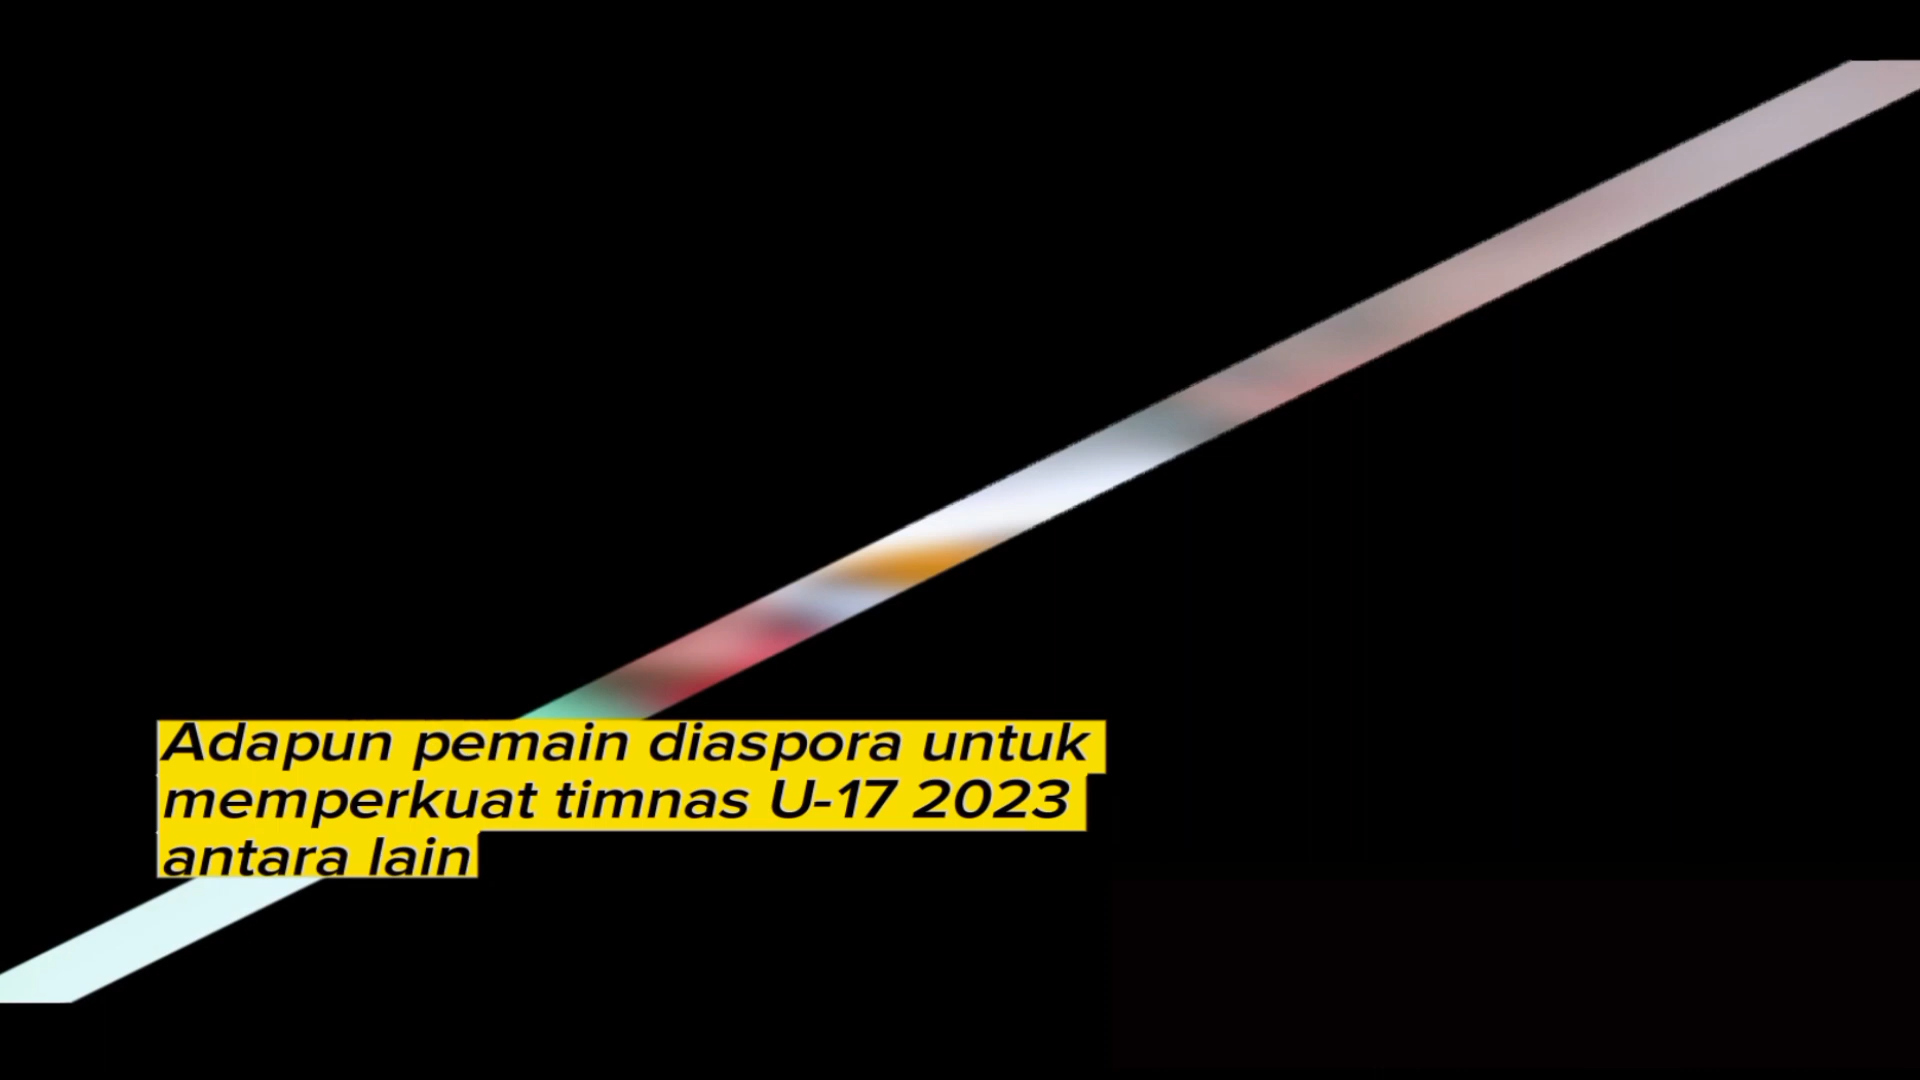 Adapun pemain diaspora untuk
memperkuat timnas U-17 2023
antara lain